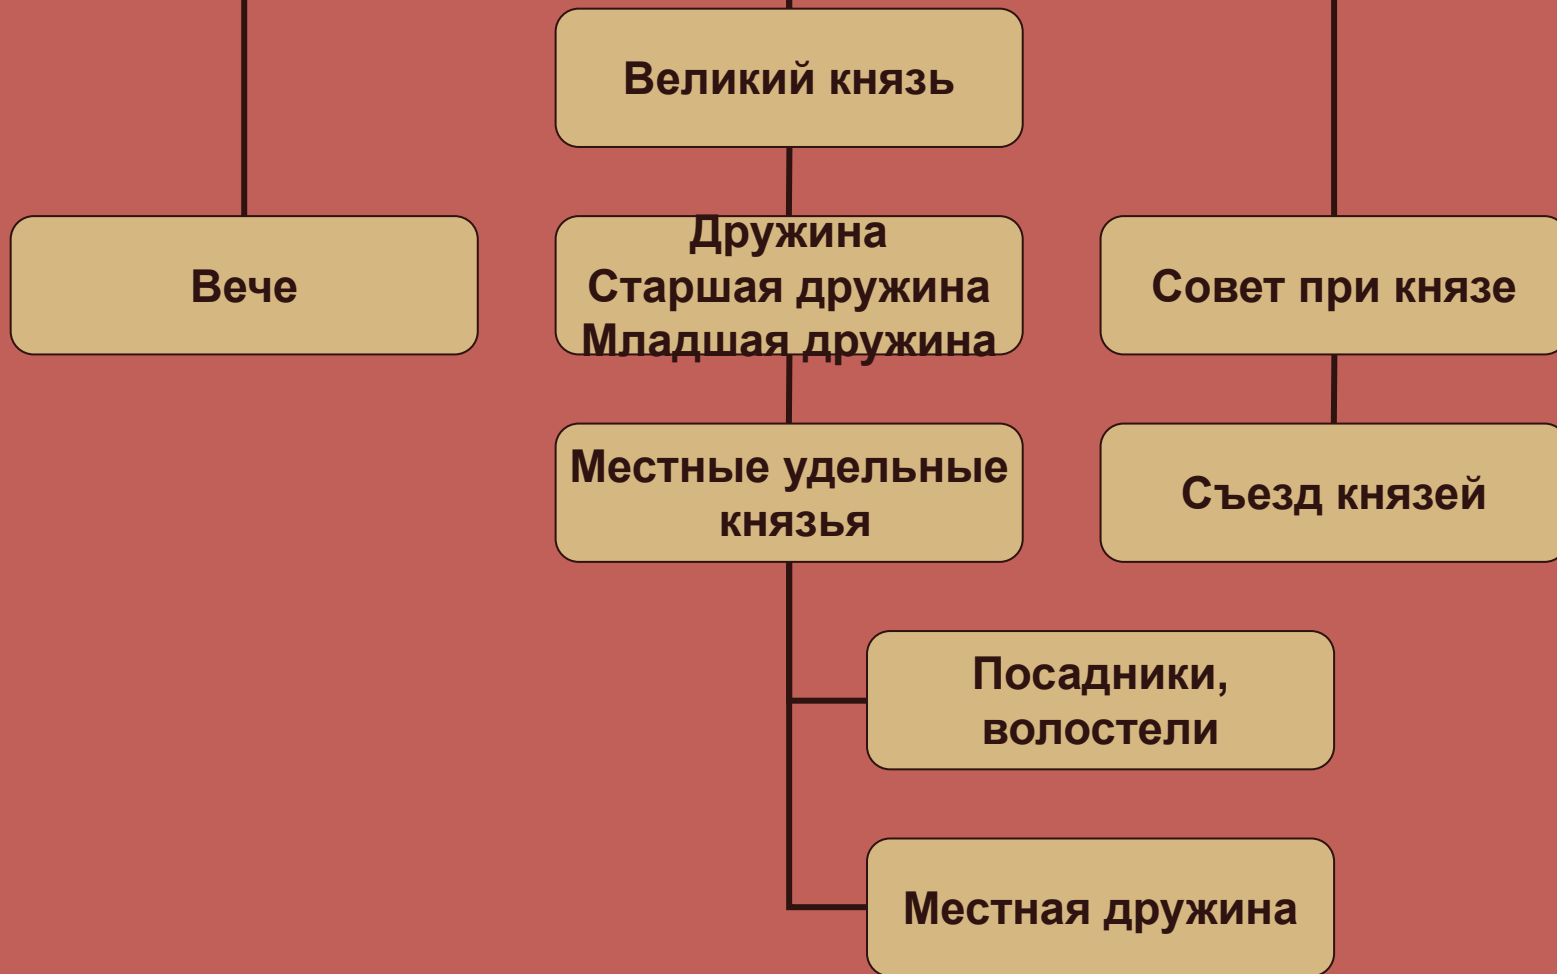 Великий князь
Вече
Дружина
Старшая дружина
Младшая дружина
Совет при князе
Местные удельные
князья
Съезд князей
Посадники,
волостели
Местная дружина